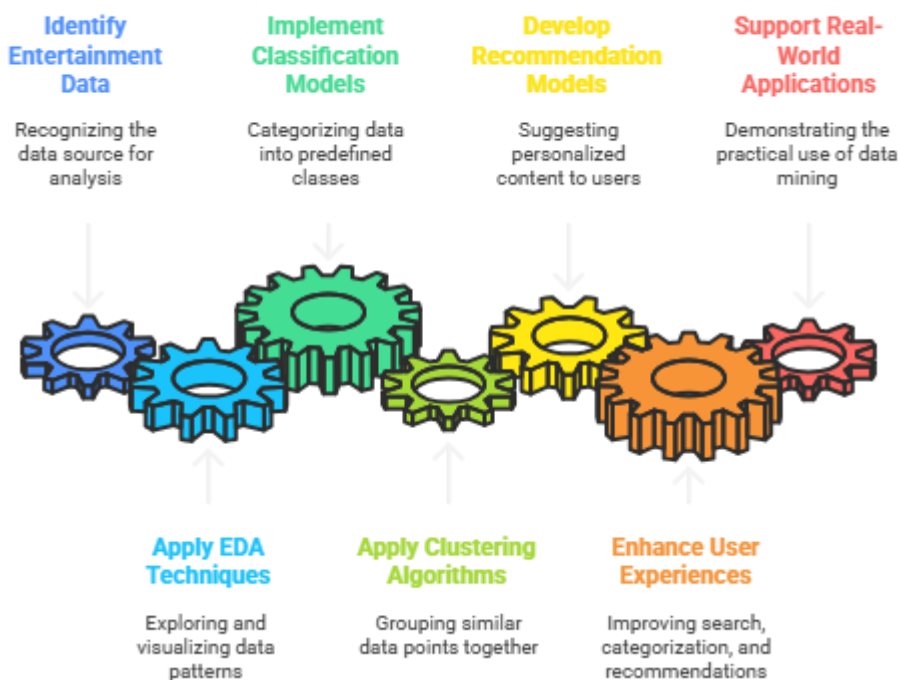 Identify
Entertainment
Data
Recognizing the
data source for
analysis
Implement
Classification
Models
Categorizing data
into predefined
classes
Develop
Recommendation
Models
Suggesting
personalized
content to users
Support Real-
World
Applications
Demonstrating the
practical use of data
mining
Apply EDA
Techniques
Exploring and
visualizing data
patterns
Apply Clustering
Algorithms
Grouping similar
data points together
Enhance User
Experiences
Improving search,
categorization, and
recommendations